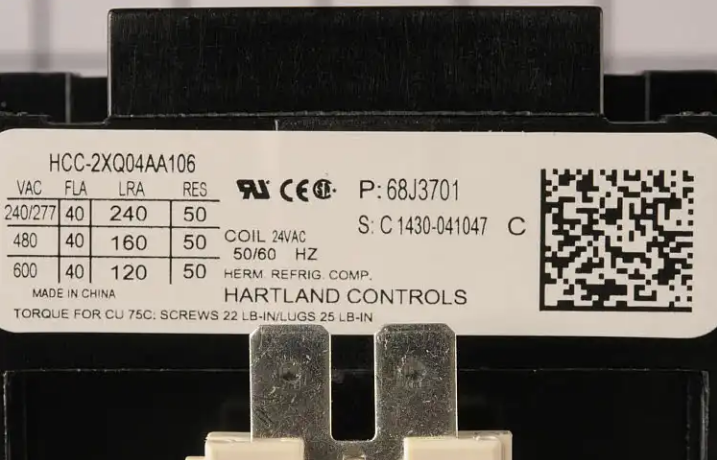 HCC-2XQ04AA106
VAC FLA LRA RES
240/277 40 240 50
480 40 160 50
600 40 120 50
MADE IN CHINA
COIL 24VAC
50/60 HZ
HERM. REFRIG. COMP.
HARTLAND CONTROLS
P: 68J3701
S: C 1430-041047 C
TORQUE FOR CU 75C: SCREWS 22 LB-IN/LUGS 25 LB-IN